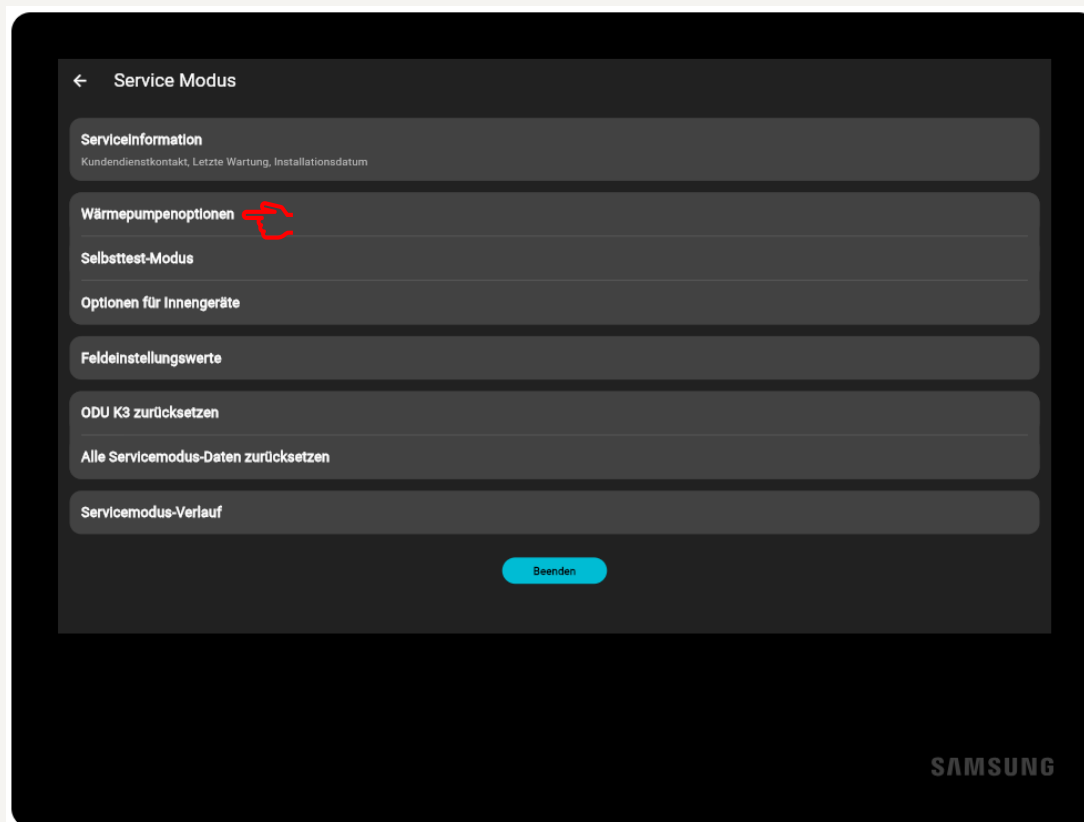 Service Modus
Serviceinformation
Kundendienstkontakt, Letzte Wartung, Installationsdatum
Wärmepumpenoptionen
Selbsttest-Modus
Optionen für Innengeräte
Feldeinstellungswerte
ODU K3 zurücksetzen
Alle Servicemodus-Daten zurücksetzen
Servicemodus-Verlauf
Beenden
SAMSUNG